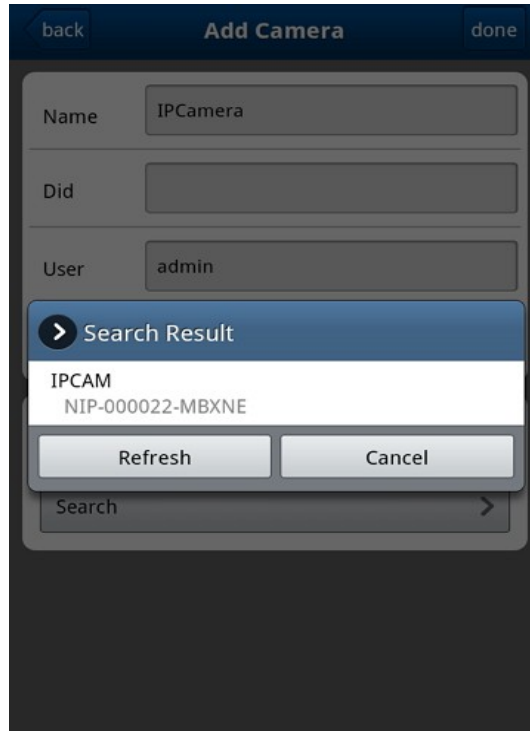 back Add Camera done
Name IPCamera
Did
User admin
Search Result
IPCAM
NIP-000022-MBXNE
Refresh Cancel
Search